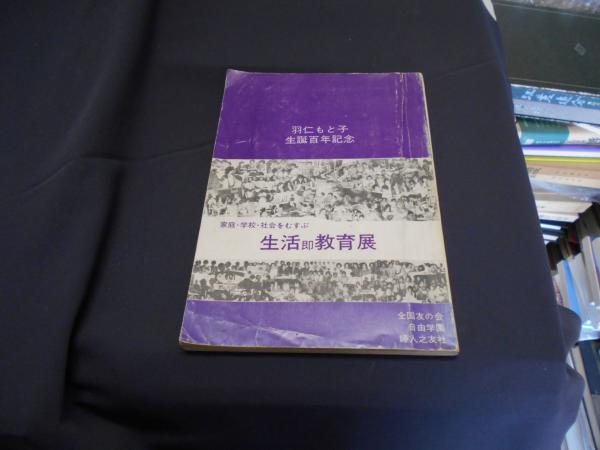 羽仁もと子
生誕百年記念
家庭・学校・社会をむすぶ
生活即教育展
全国友の会
自由学園
婦人之友社